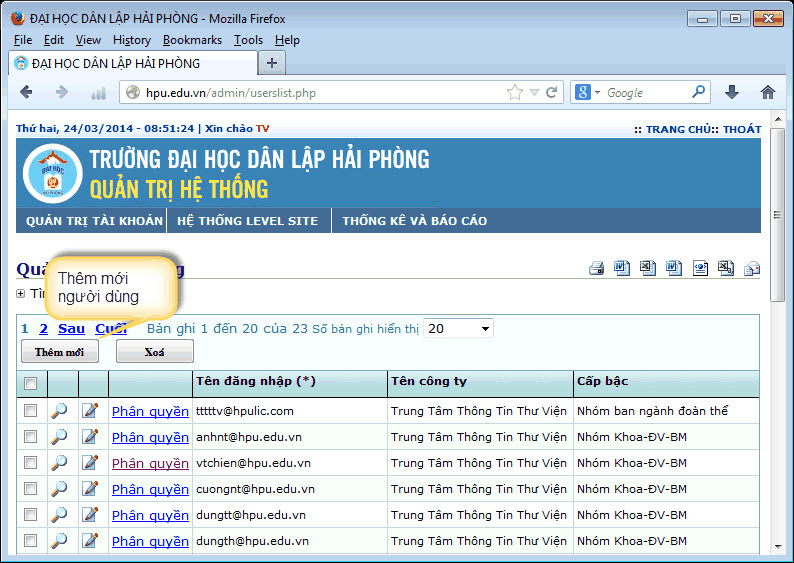 ĐẠI HỌC DÂN LẬP HẢI PHÒNG - Mozilla Firefox
File Edit View History Bookmarks Tools Help
ĐẠI HỌC DÂN LẬP HẢI PHÒNG
hpu.edu.vn/admin/userslist.php
Google
Thứ hai, 24/03/2014 - 08:51:24 | Xin chào TV
:: TRANG CHỦ:: THOÁT
TRƯỜNG ĐẠI HỌC DÂN LẬP HẢI PHÒNG
QUẢN TRỊ HỆ THỐNG
QUẢN TRỊ TÀI KHOẢN HỆ THỐNG LEVEL SITE THỐNG KÊ VÀ BÁO CÁO
Thêm mới
người dùng
1 2 Sau Cuối Bản ghi 1 đến 20 của 23 Số bản ghi hiển thị 20
Thêm mới Xoá
Tên đăng nhập (*) Tên công ty Cấp bậc
Phân quyền tttttv@hpulic.com Trung Tâm Thông Tin Thư Viện Nhóm ban ngành đoàn thể
Phân quyền anhnt@hpu.edu.vn Trung Tâm Thông Tin Thư Viện Nhóm Khoa-ĐV-BM
Phân quyền vtchien@hpu.edu.vn Trung Tâm Thông Tin Thư Viện Nhóm Khoa-ĐV-BM
Phân quyền cuongnt@hpu.edu.vn Trung Tâm Thông Tin Thư Viện Nhóm Khoa-ĐV-BM
Phân quyền dungtt@hpu.edu.vn Trung Tâm Thông Tin Thư Viện Nhóm Khoa-ĐV-BM
Phân quyền dungth@hpu.edu.vn Trung Tâm Thông Tin Thư Viện Nhóm Khoa-ĐV-BM